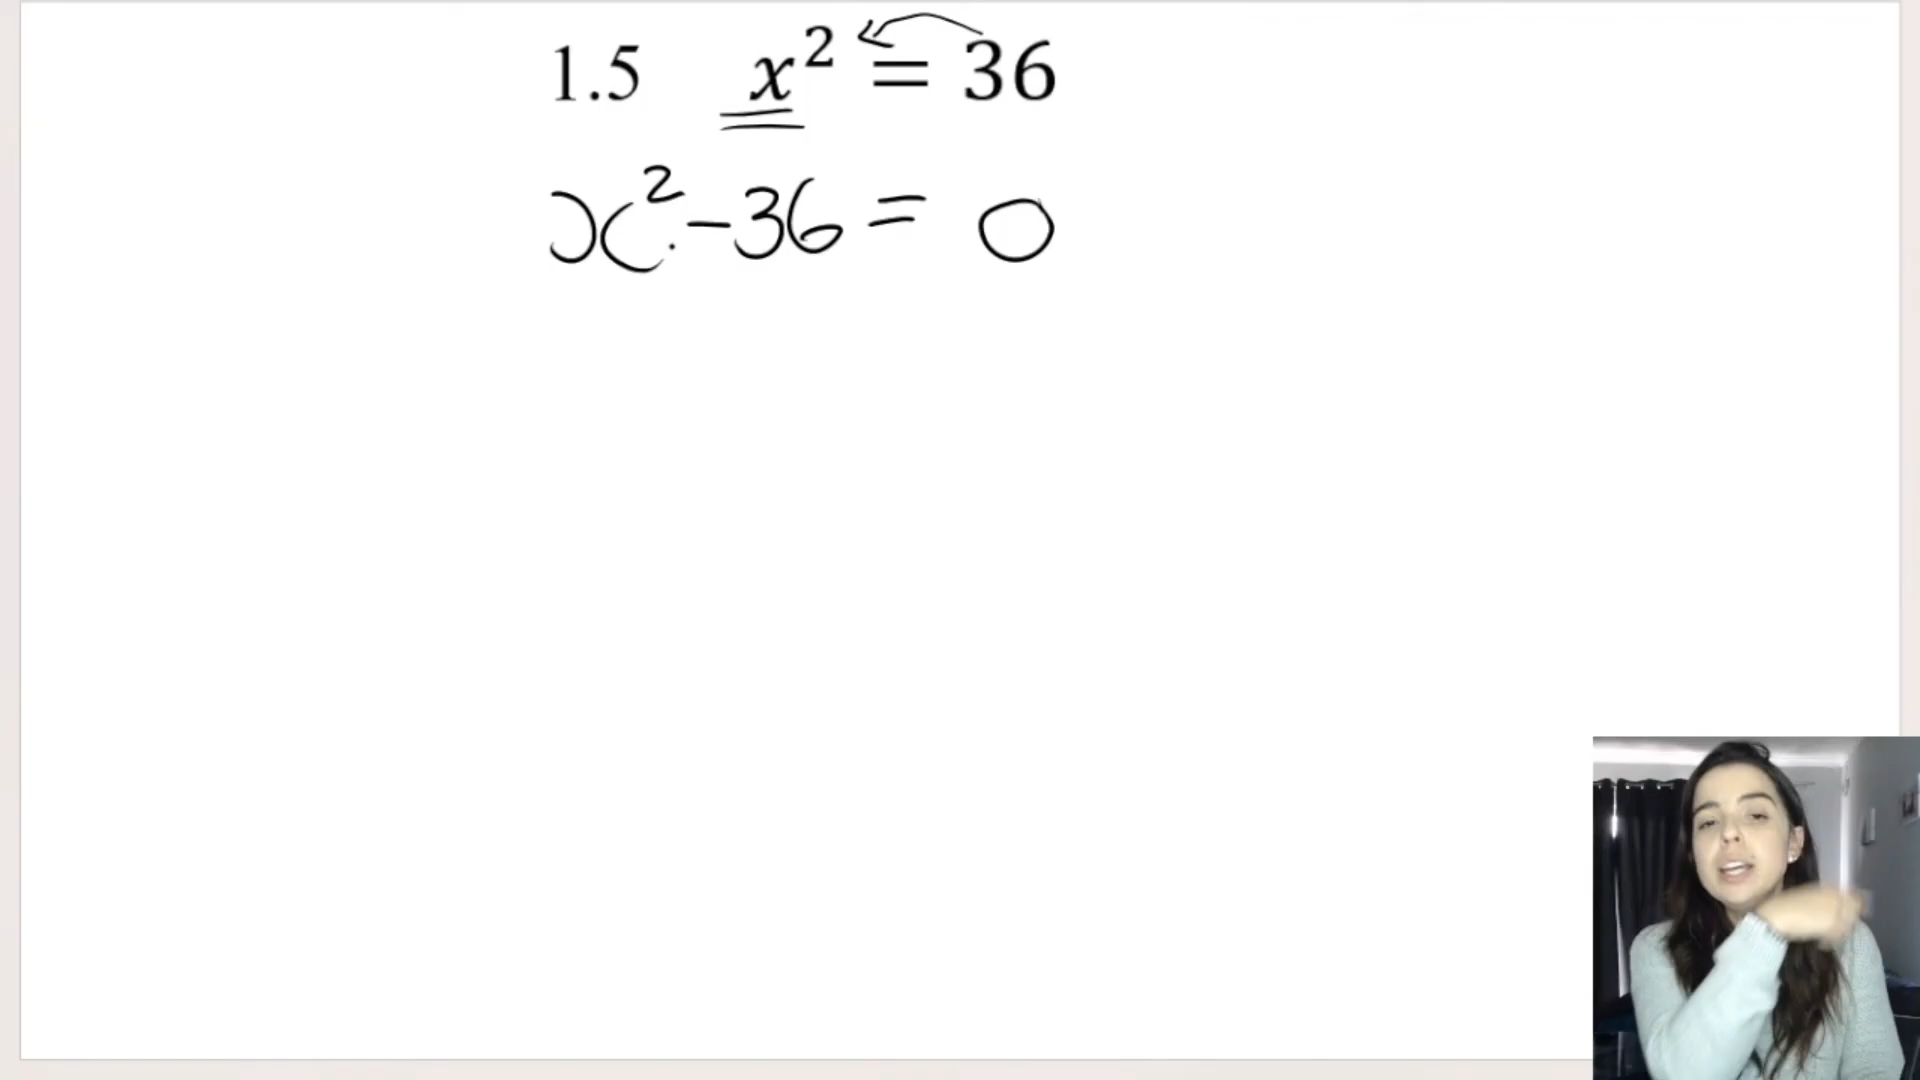 1.5 x² = 36
x² - 36 = 0